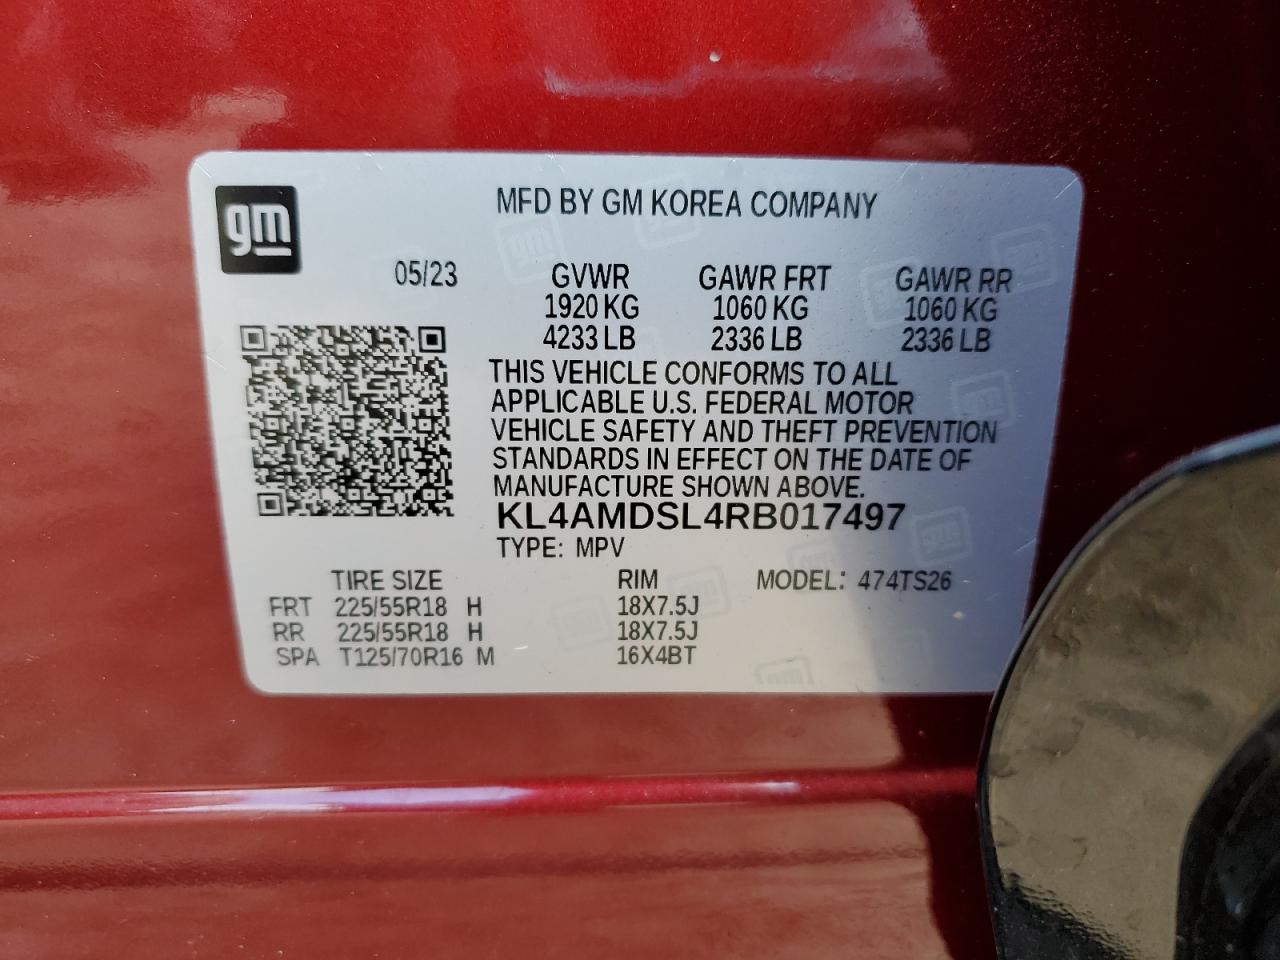 gm
MFD BY GM KOREA COMPANY
05/23 GVWR GAWR FRT GAWR RR
1920 KG 1060 KG 1060 KG
4233 LB 2336 LB 2336 LB
THIS VEHICLE CONFORMS TO ALL
APPLICABLE U.S. FEDERAL MOTOR
VEHICLE SAFETY AND THEFT PREVENTION
STANDARDS IN EFFECT ON THE DATE OF
MANUFACTURE SHOWN ABOVE.
KL4AMDSL4RB017497
TYPE: MPV
TIRE SIZE RIM MODEL: 474TS26
FRT 225/55R18 H 18X7.5J
RR 225/55R18 H 18X7.5J
SPA T125/70R16 M 16X4BT